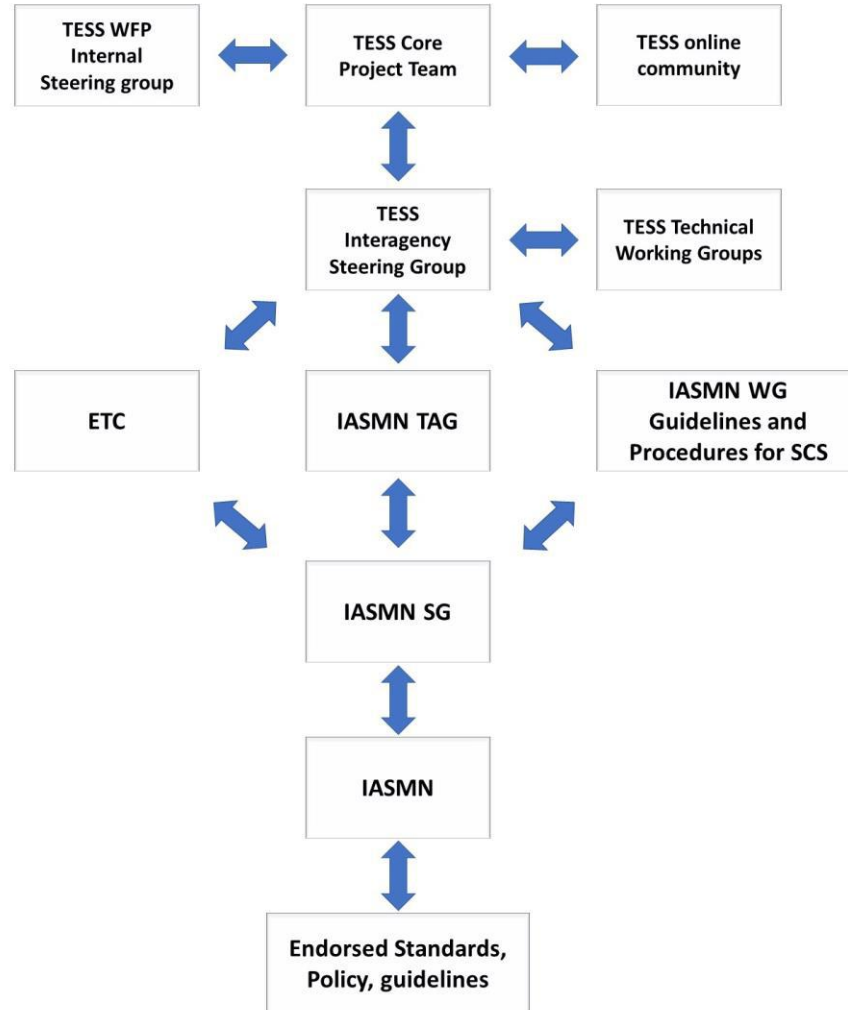 TESS WFP
Internal
Steering group
TESS Core
Project Team
TESS online
community
TESS
Interagency
Steering Group
TESS Technical
Working Groups
ETC
IASMN TAG
IASMN WG
Guidelines and
Procedures for SCS
IASMN SG
IASMN
Endorsed Standards,
Policy, guidelines